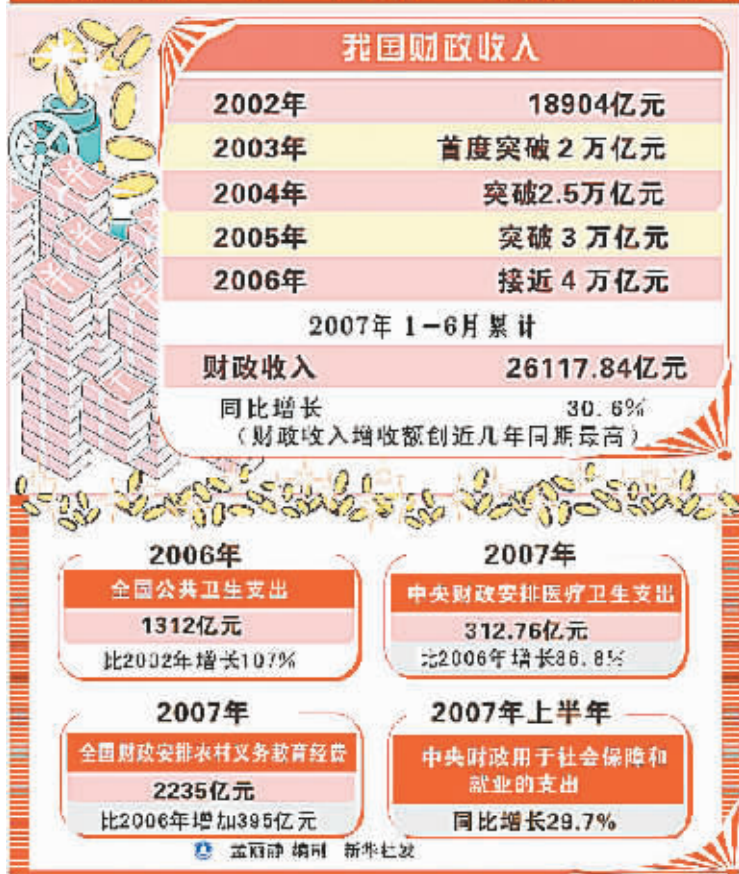 我国财政收入
2002年 18904亿元
2003年 首度突破2万亿元
2004年 突破2.5万亿元
2005年 突破3万亿元
2006年 接近4万亿元
2007年1-6月累计
财政收入 26117.84亿元
同比增长 30.6%
（财政收入增收额创近几年同期最高）
2006年
全国公共卫生支出
1312亿元
比2002年增长107%
2007年
中央财政安排医疗卫生支出
312.76亿元
比2006年增长86.8%
2007年
全国财政安排农村义务教育经费
2235亿元
比2006年增加395亿元
2007年上半年
中央财政用于社会保障和
就业的支出
同比增长29.7%
孟丽静 编制 新华社发